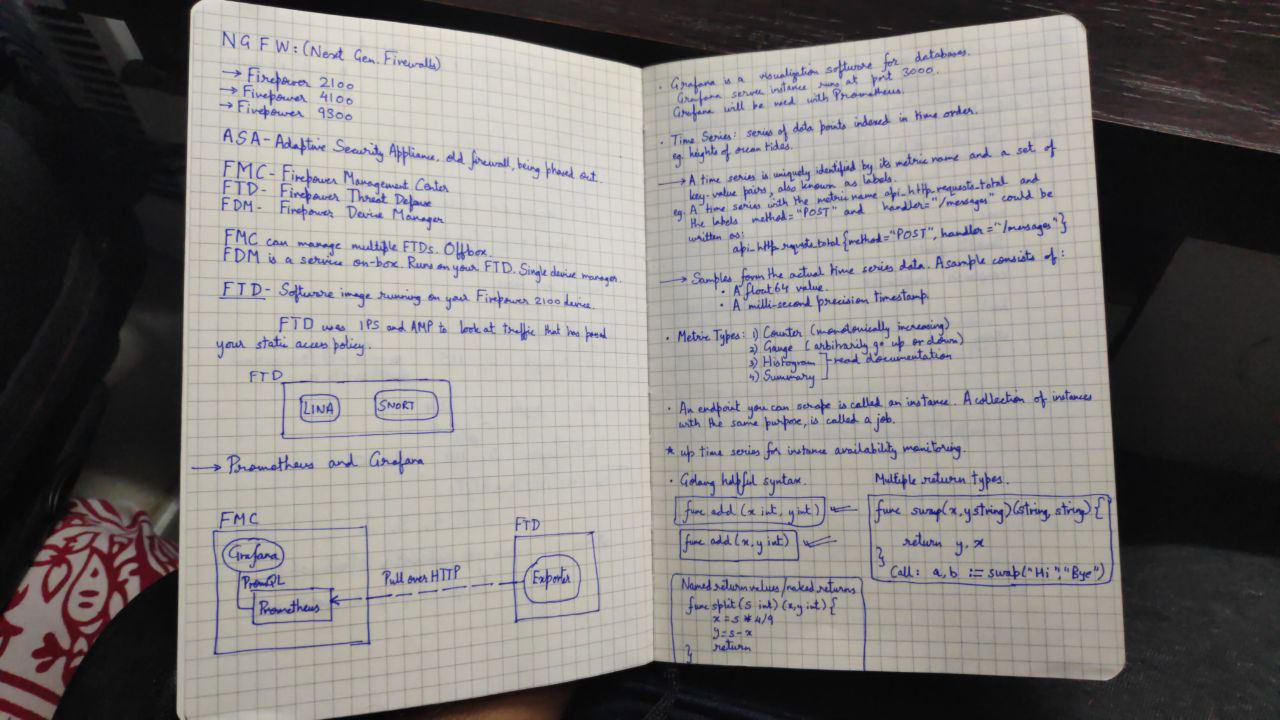 NGFW: (Next Gen. Firewalls)
→ Firepower 2100
→ Firepower 4100
→ Firepower 9300
ASA - Adaptive Security Appliance, old firewall, being phased out.
FMC - Firepower Management Center
FTD - Firepower Threat Defense
FDM - Firepower Device Manager
FMC can manage multiple FTDs. Offbox.
FDM is a service on-box. Runs on your FTD. Single device manager.
FTD - Software image running on your Firepower 2100 device.
FTD uses IPS and AMP to look at traffic that has passed
your static access policy.
FTD
LINA
SNORT
→ Prometheus and Grafana
FMC
Grafana
PromQL
Prometheus
Pull over HTTP
FTD
Exporter
· Grafana is a visualization software for databases.
Grafana server instance runs at port 3000.
Grafana will be used with Prometheus.
· Time Series: series of data points indexed in time order.
eg. heights of ocean tides.
→ A time series is uniquely identified by its metric name and a set of
key-value pairs, also known as labels.
eg. A time series with the metric name api_http_requests_total and
the labels method="POST" and handler="/messages" could be
written as:
api_http_requests_total{method="POST", handler="/messages"}
→ Samples form the actual time series data. A sample consists of:
· A float64 value.
· A milli-second precision timestamp.
· Metric Types: 1) Counter (monotonically increasing)
2) Gauge (arbitrarily go up or down)
3) Histogram
4) Summary
read documentation
· An endpoint you can scrape is called an instance. A collection of instances
with the same purpose, is called a job.
* up time series for instance availability monitoring.
· Golang helpful syntax.
func add (x int, y int)
func add (x, y int)
Named return values/naked returns
func split (s int) (x, y int) {
x = s * 4/9
y = s - x
return
}
Multiple return types.
func swap(x, y string)(string, string) {
return y, x
}
Call: a, b := swap("Hi", "Bye")